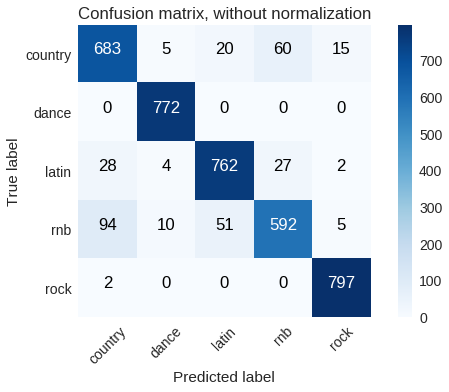 Confusion matrix, without normalization
country 683 5 20 60 15
dance 0 772 0 0 0
latin 28 4 762 27 2
rnb 94 10 51 592 5
rock 2 0 0 0 797
country dance latin rnb rock
True label
Predicted label
700
600
500
400
300
200
100
0